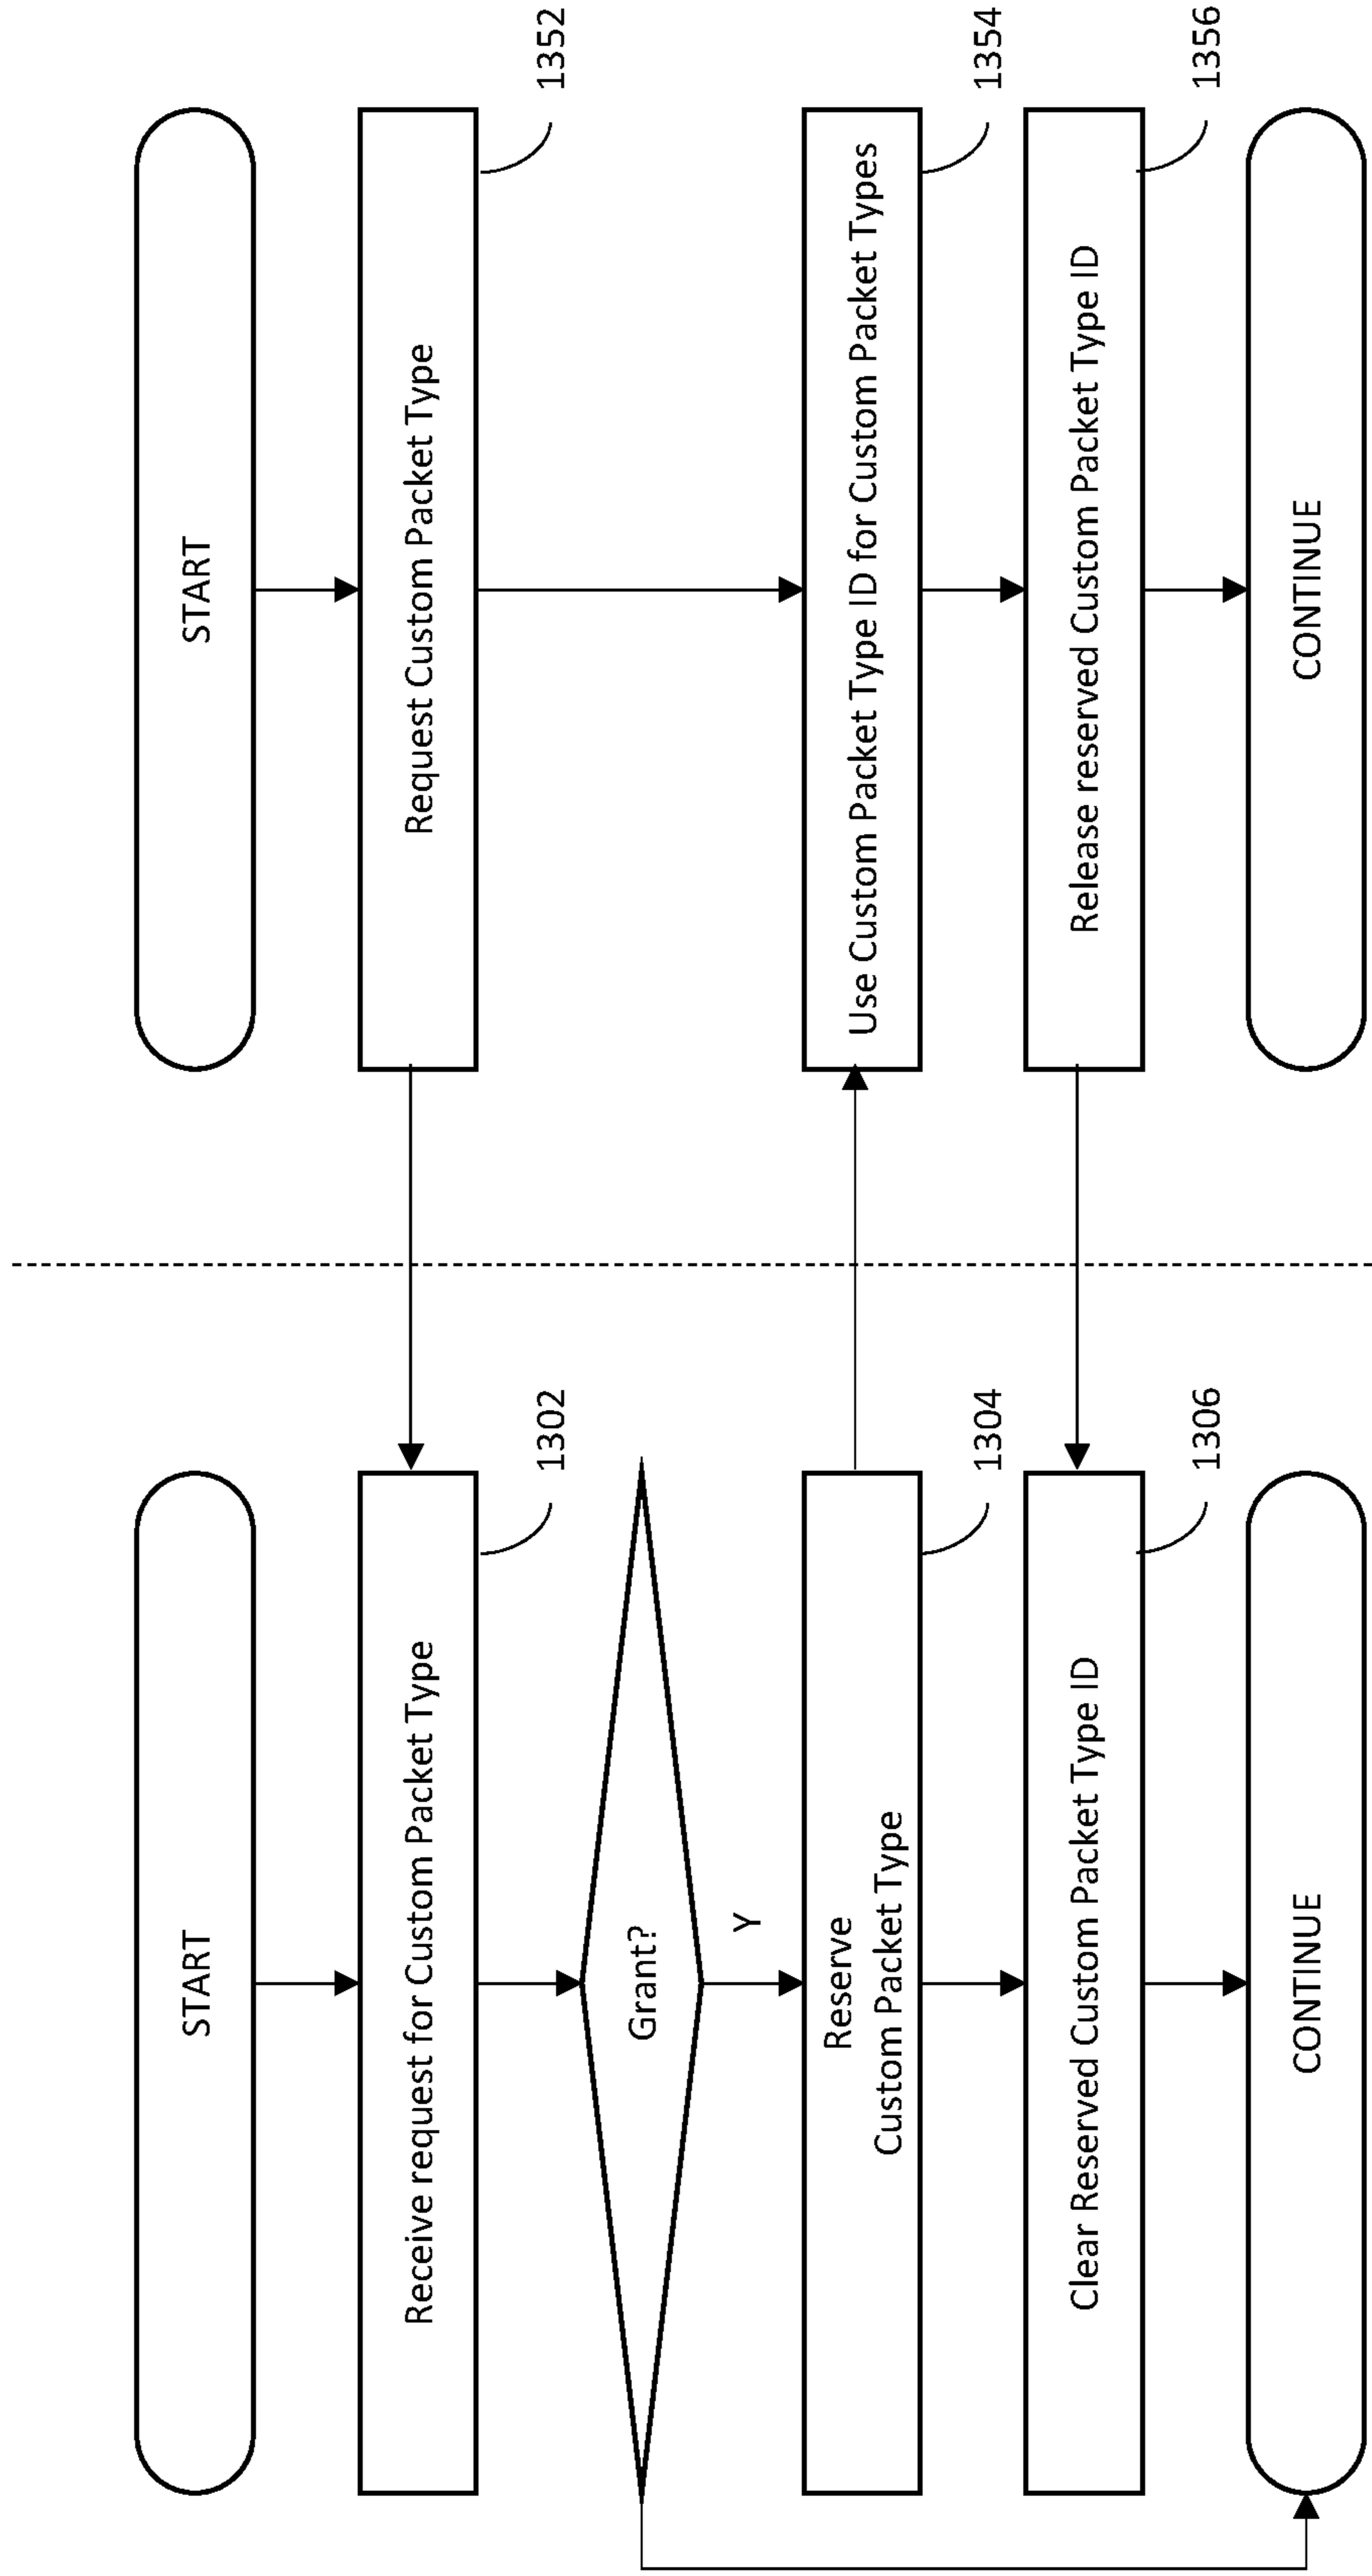 START
Receive request for Custom Packet Type
1302
Grant?
Y
Reserve
Custom Packet Type
1304
Clear Reserved Custom Packet Type ID
1306
CONTINUE
START
Request Custom Packet Type
1352
Use Custom Packet Type ID for Custom Packet Types
1354
Release reserved Custom Packet Type ID
1356
CONTINUE